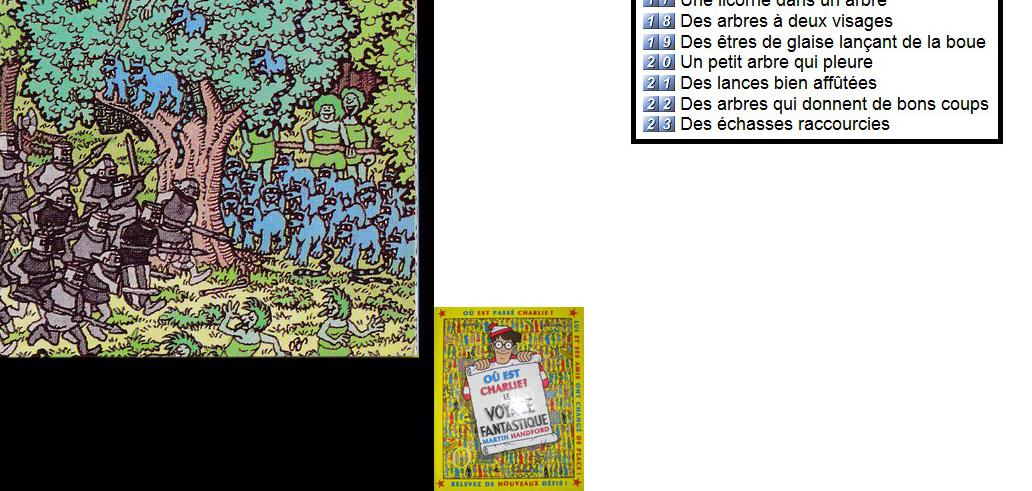 17 Une licorne dans un arbre
18 Des arbres à deux visages
19 Des êtres de glaise lançant de la boue
20 Un petit arbre qui pleure
21 Des lances bien affûtées
22 Des arbres qui donnent de bons coups
23 Des échasses raccourcies
OÙ EST PASSÉ CHARLIE ?
LUI ET SES AMIS ONT CHANGÉ DE PLACE !
OÙ EST
CHARLIE?
LE
VOYAGE
FANTASTIQUE
MARTIN HANDFORD
RELEVEZ DE NOUVEAUX DÉFIS !